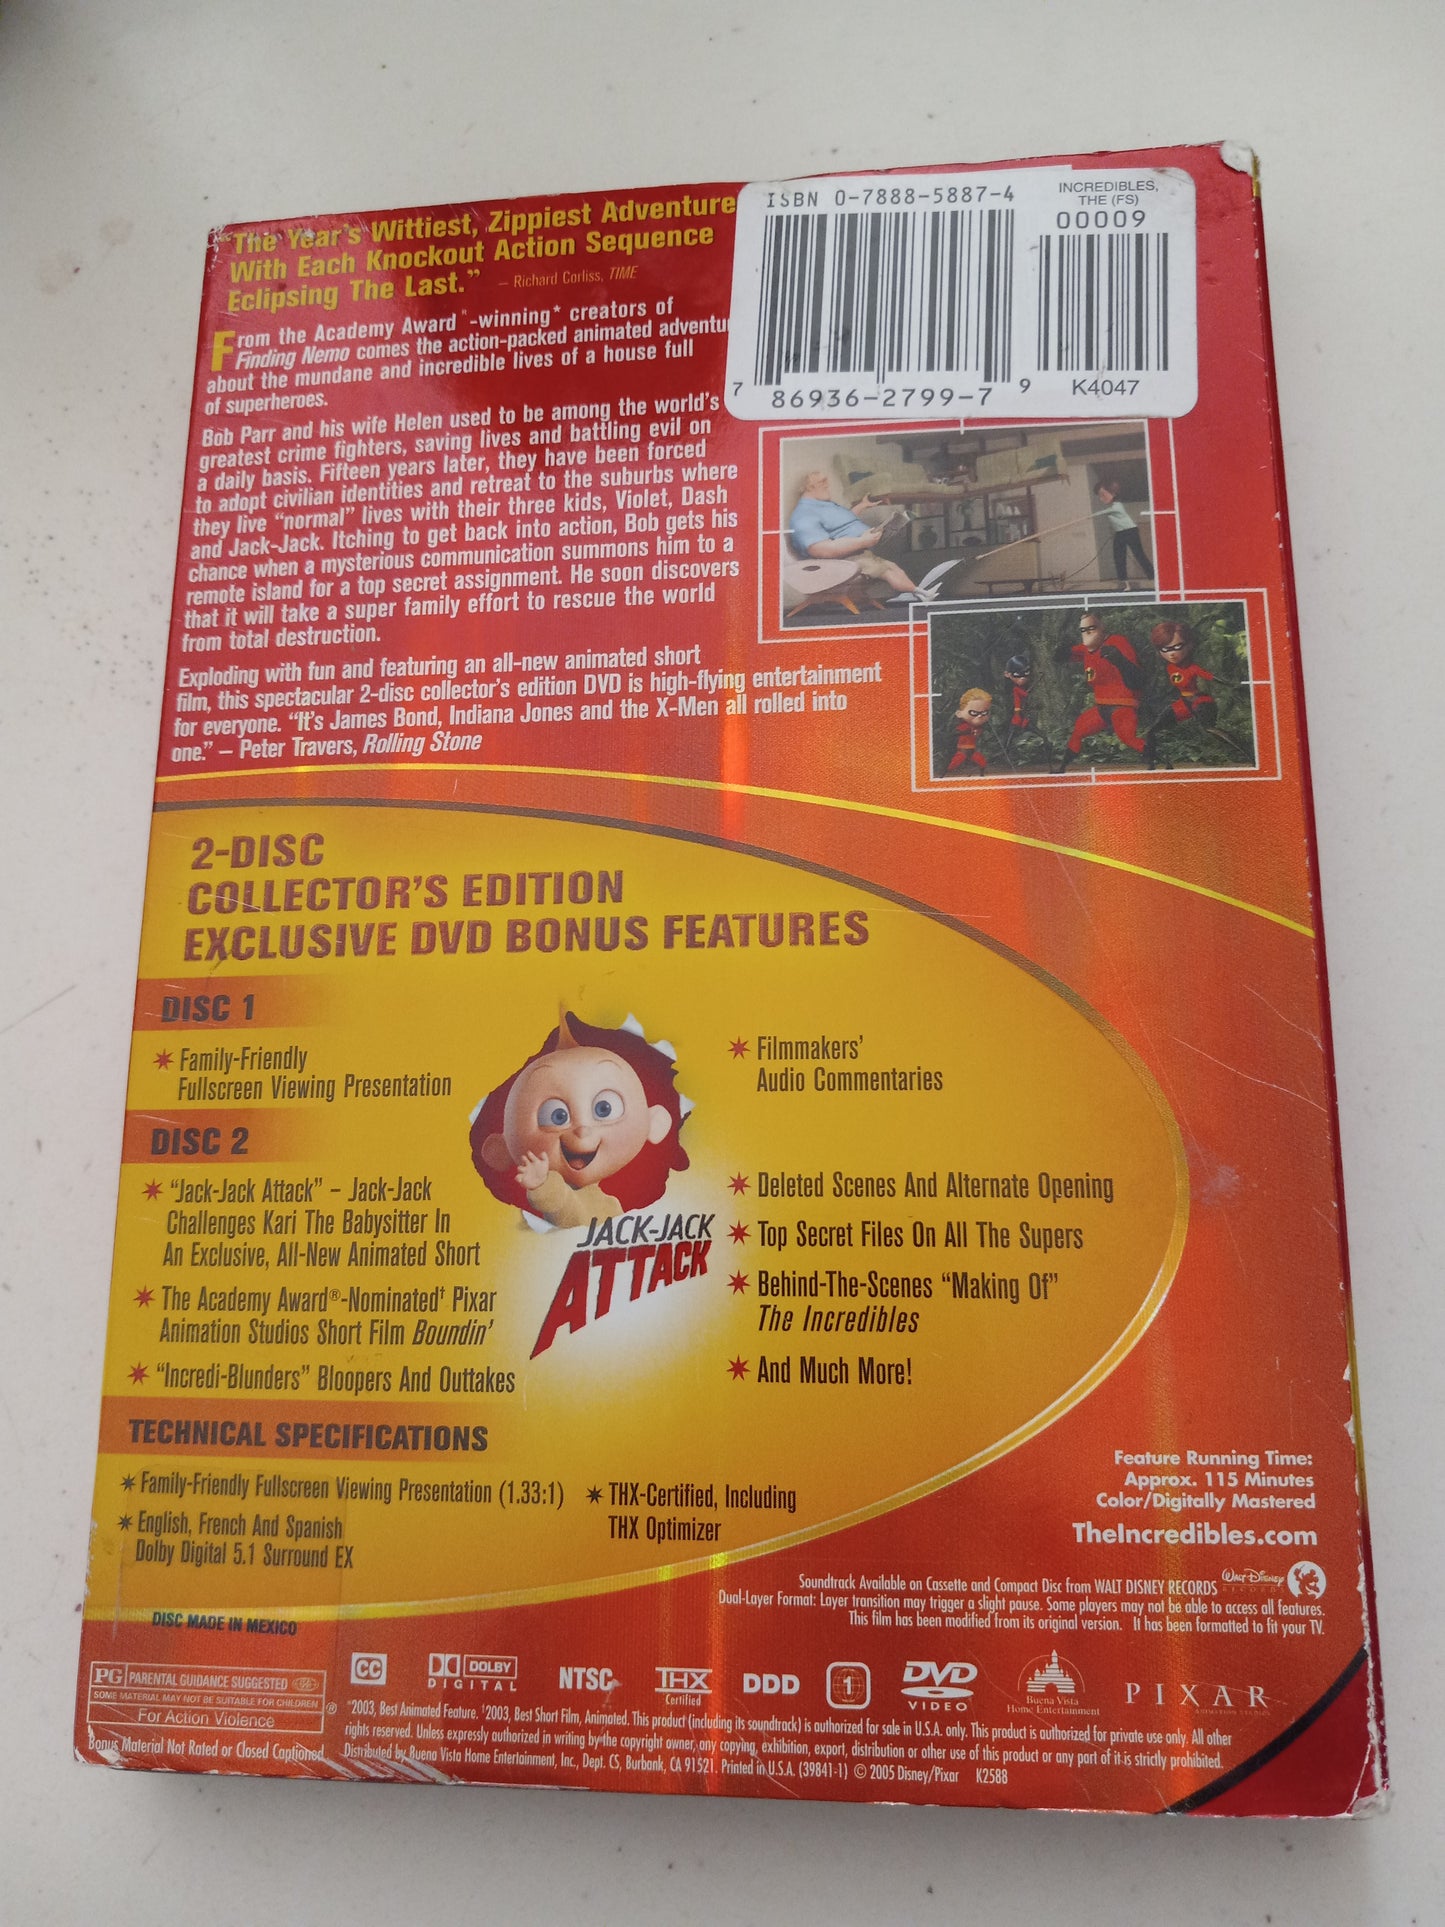 "The Year's Wittiest, Zippiest Adventure
With Each Knockout Action Sequence
Eclipsing The Last."
– Richard Corliss, TIME
From the Academy Award®-winning* creators of
Finding Nemo comes the action-packed animated adventu
about the mundane and incredible lives of a house full
of superheroes.
Bob Parr and his wife Helen used to be among the world's
greatest crime fighters, saving lives and battling evil on
a daily basis. Fifteen years later, they have been forced
to adopt civilian identities and retreat to the suburbs where
they live "normal" lives with their three kids, Violet, Dash
and Jack-Jack. Itching to get back into action, Bob gets his
chance when a mysterious communication summons him to a
remote island for a top secret assignment. He soon discovers
that it will take a super family effort to rescue the world
from total destruction.
Exploding with fun and featuring an all-new animated short
film, this spectacular 2-disc collector's edition DVD is high-flying entertainment
for everyone. "It's James Bond, Indiana Jones and the X-Men all rolled into
one." – Peter Travers, Rolling Stone
ISBN 0-7888-5887-4
INCREDIBLES,
THE (FS)
00009
7 86936-2799-7 9
K4047
2-DISC
COLLECTOR'S EDITION
EXCLUSIVE DVD BONUS FEATURES
DISC 1
Family-Friendly
Fullscreen Viewing Presentation
Filmmakers'
Audio Commentaries
DISC 2
"Jack-Jack Attack" – Jack-Jack
Challenges Kari The Babysitter In
An Exclusive, All-New Animated Short
The Academy Award®-Nominated† Pixar
Animation Studios Short Film Boundin'
"Incredi-Blunders" Bloopers And Outtakes
JACK-JACK
ATTACK
Deleted Scenes And Alternate Opening
Top Secret Files On All The Supers
Behind-The-Scenes "Making Of"
The Incredibles
And Much More!
TECHNICAL SPECIFICATIONS
Family-Friendly Fullscreen Viewing Presentation (1.33:1)
English, French And Spanish
Dolby Digital 5.1 Surround EX
THX-Certified, Including
THX Optimizer
Feature Running Time:
Approx. 115 Minutes
Color/Digitally Mastered
TheIncredibles.com
Soundtrack Available on Cassette and Compact Disc from WALT DISNEY RECORDS
Walt Disney
RECORDS
Dual-Layer Format: Layer transition may trigger a slight pause. Some players may not be able to access all features.
This film has been modified from its original version. It has been formatted to fit your TV.
DISC MADE IN MEXICO
PG PARENTAL GUIDANCE SUGGESTED
SOME MATERIAL MAY NOT BE SUITABLE FOR CHILDREN ®
For Action Violence
Bonus Material Not Rated or Closed Captioned
CC
DOLBY
DIGITAL
NTSC
THX
Certified
DDD
1
DVD
VIDEO
Buena Vista
Home Entertainment
PIXAR
ANIMATION STUDIOS
*2003, Best Animated Feature. †2003, Best Short Film, Animated. This product (including its soundtrack) is authorized for sale in U.S.A. only. This product is authorized for private use only. All other
rights reserved. Unless expressly authorized in writing by the copyright owner, any copying, exhibition, export, distribution or other use of this product or any part of it is strictly prohibited.
Distributed by Buena Vista Home Entertainment, Inc., Dept. CS, Burbank, CA 91521. Printed in U.S.A. (39841-1) © 2005 Disney/Pixar K2588